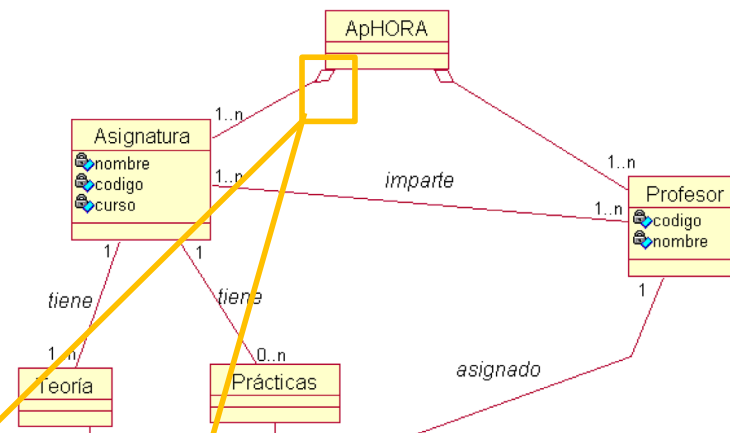 ApHORA
1..n
Asignatura
nombre
codigo
curso
1..n
imparte
1..n
1..n
Profesor
codigo
nombre
1
1
1
tiene
tiene
1..n
0..n
asignado
Teoría
Prácticas